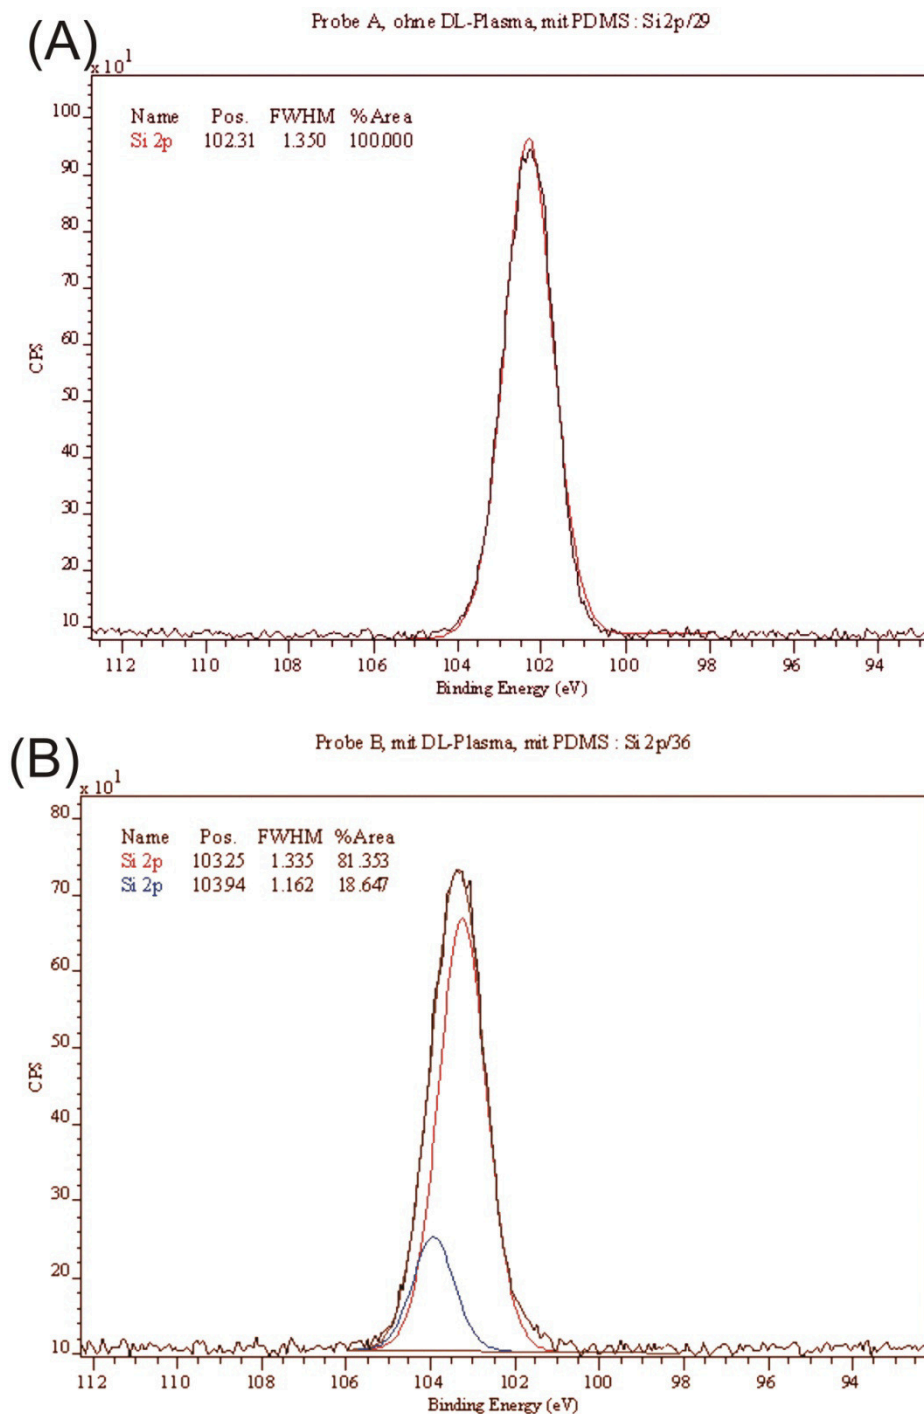 (A)
Probe A, ohne DL-Plasma, mit PDMS : Si 2p/29
x 10¹
Name Pos. FWHM %Area
Si 2p 102.31 1.350 100.000
100
90
80
70
60
50
40
30
20
10
CPS
112 110 108 106 104 102 100 98 96 94
Binding Energy (eV)
(B)
Probe B, mit DL-Plasma, mit PDMS : Si 2p/36
x 10¹
Name Pos. FWHM %Area
Si 2p 103.25 1.335 81.353
Si 2p 103.94 1.162 18.647
80
70
60
50
40
30
20
10
CPS
112 110 108 106 104 102 100 98 96 94
Binding Energy (eV)